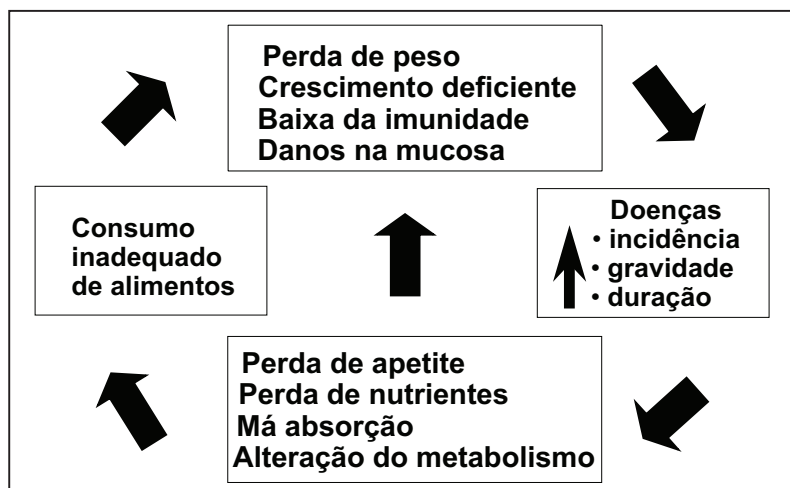 Perda de peso
Crescimento deficiente
Baixa da imunidade
Danos na mucosa
Consumo
inadequado
de alimentos
Doenças
• incidência
• gravidade
• duração
Perda de apetite
Perda de nutrientes
Má absorção
Alteração do metabolismo